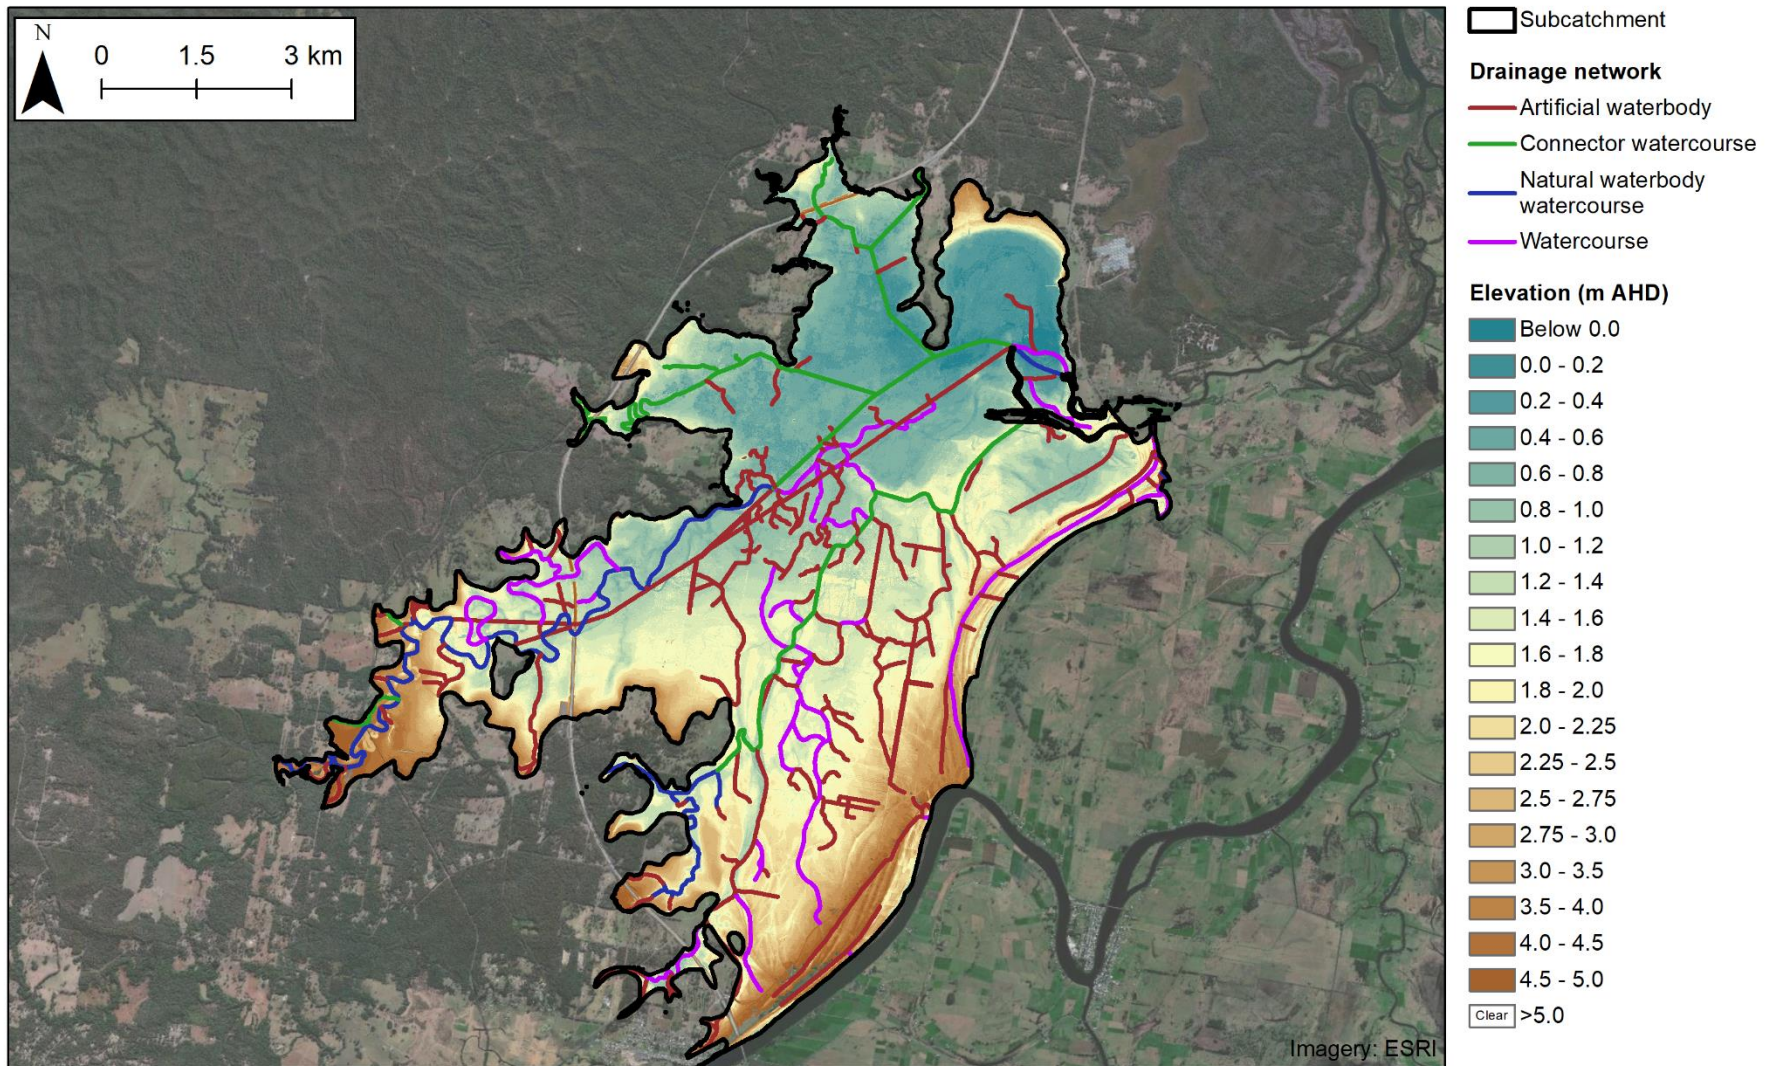 N
0 1.5 3 km
Imagery: ESRI
Subcatchment
Drainage network
Artificial waterbody
Connector watercourse
Natural waterbody
watercourse
Watercourse
Elevation (m AHD)
Below 0.0
0.0 - 0.2
0.2 - 0.4
0.4 - 0.6
0.6 - 0.8
0.8 - 1.0
1.0 - 1.2
1.2 - 1.4
1.4 - 1.6
1.6 - 1.8
1.8 - 2.0
2.0 - 2.25
2.25 - 2.5
2.5 - 2.75
2.75 - 3.0
3.0 - 3.5
3.5 - 4.0
4.0 - 4.5
4.5 - 5.0
Clear >5.0